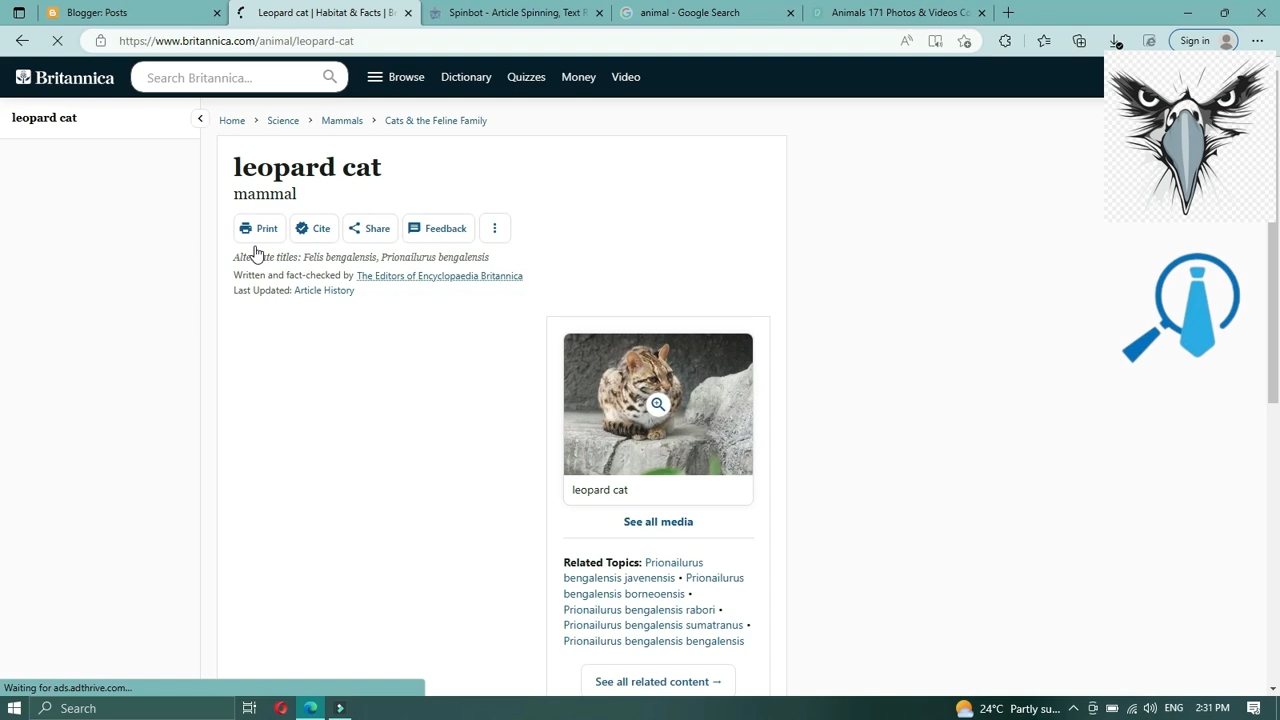 Blogger: Posts
Leopard cat | Habitat & Facts | Br
Spinbot - Article Spinning, Text R
animal - Google Search
Animals 171 Photos & Videos Co
https://www.britannica.com/animal/leopard-cat
Sign in
Britannica
Search Britannica...
Browse
Dictionary
Quizzes
Money
Video
leopard cat
Home > Science > Mammals > Cats & the Feline Family
leopard cat
mammal
Print
Cite
Share
Feedback
Alternate titles: Felis bengalensis, Prionailurus bengalensis
Written and fact-checked by The Editors of Encyclopaedia Britannica
Last Updated: Article History
leopard cat
See all media
Related Topics: Prionailurus
bengalensis javenensis • Prionailurus
bengalensis borneoensis •
Prionailurus bengalensis rabori •
Prionailurus bengalensis sumatranus •
Prionailurus bengalensis bengalensis
See all related content →
Waiting for ads.adthrive.com...
Search
24°C Partly su...
ENG
2:31 PM